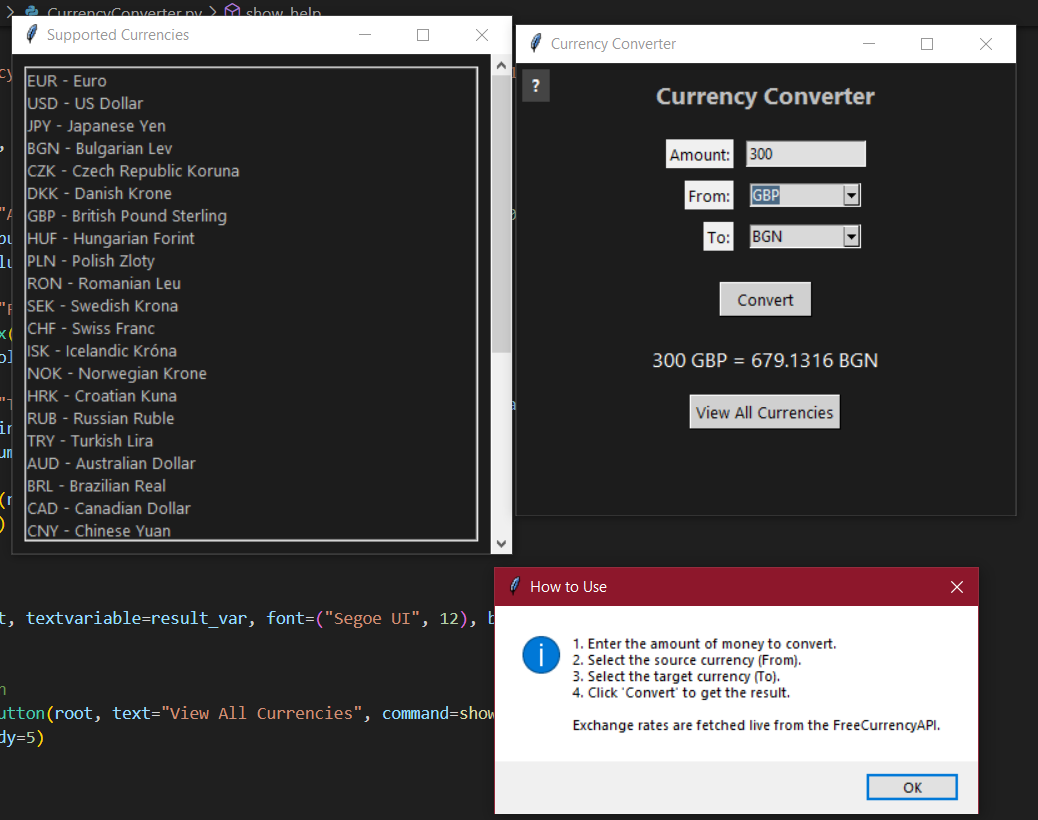 CurrencyConverter.py > show_help
Supported Currencies
EUR - Euro
USD - US Dollar
JPY - Japanese Yen
BGN - Bulgarian Lev
CZK - Czech Republic Koruna
DKK - Danish Krone
GBP - British Pound Sterling
HUF - Hungarian Forint
PLN - Polish Zloty
RON - Romanian Leu
SEK - Swedish Krona
CHF - Swiss Franc
ISK - Icelandic Króna
NOK - Norwegian Krone
HRK - Croatian Kuna
RUB - Russian Ruble
TRY - Turkish Lira
AUD - Australian Dollar
BRL - Brazilian Real
CAD - Canadian Dollar
CNY - Chinese Yuan
Currency Converter
?
Currency Converter
Amount: 300
From: GBP
To: BGN
Convert
300 GBP = 679.1316 BGN
View All Currencies
How to Use
1. Enter the amount of money to convert.
2. Select the source currency (From).
3. Select the target currency (To).
4. Click 'Convert' to get the result.
Exchange rates are fetched live from the FreeCurrencyAPI.
OK
t, textvariable=result_var, font=("Segoe UI", 12), b
utton(root, text="View All Currencies", command=show
dy=5)